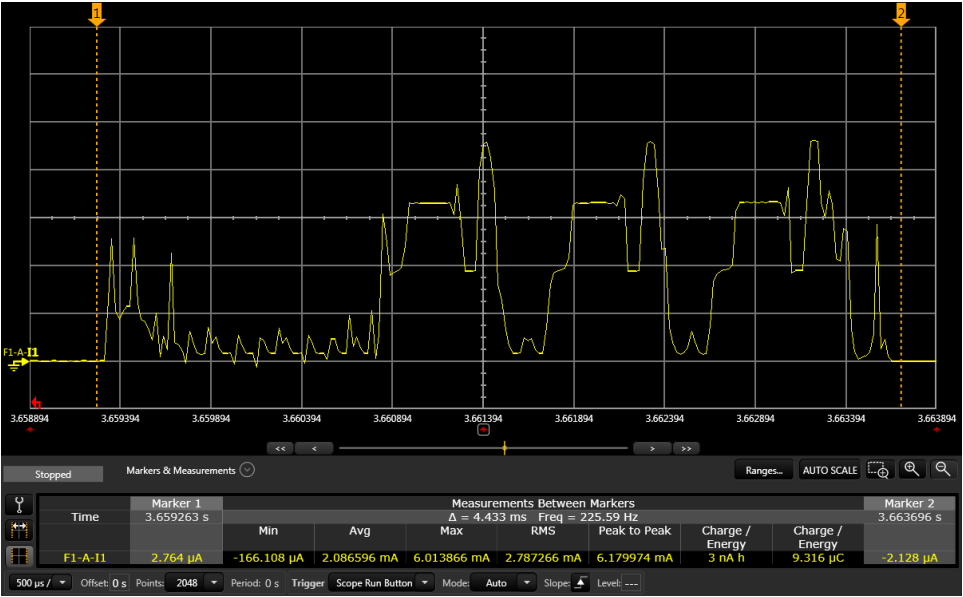 1 2
F1-A-I1
3.658894 3.659394 3.659894 3.660394 3.660894 3.661394 3.661894 3.662394 3.662894 3.663394 3.663894
<< < > >>
Stopped Markers & Measurements Ranges... AUTO SCALE
Marker 1 Measurements Between Markers Marker 2
Time 3.659263 s Δ = 4.433 ms Freq = 225.59 Hz 3.663696 s
Min Avg Max RMS Peak to Peak Charge / Energy Charge / Energy
F1-A-I1 2.764 µA -166.108 µA 2.086596 mA 6.013866 mA 2.787266 mA 6.179974 mA 3 nA h 9.316 µC -2.128 µA
500 µs / Offset: 0 s Points: 2048 Period: 0 s Trigger Scope Run Button Mode: Auto Slope: Level: ---